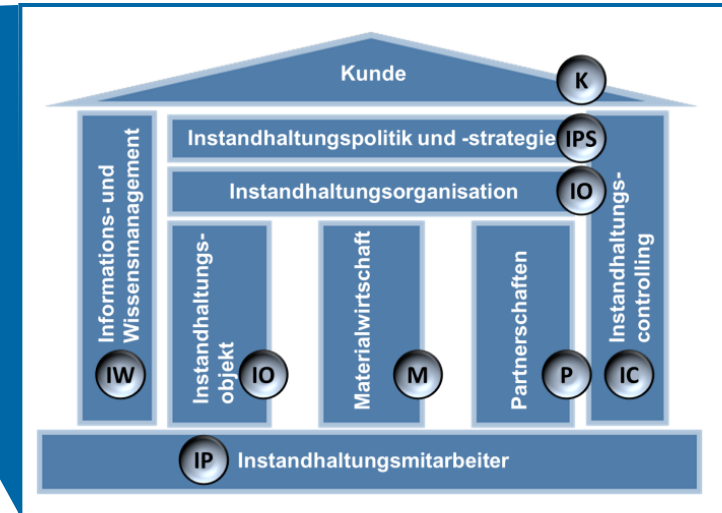 Kunde
K
Instandhaltungspolitik und -strategie
IPS
Instandhaltungsorganisation
IO
Informations- und
Wissensmanagement
IW
Instandhaltungs-
objekt
IO
Materialwirtschaft
M
Partnerschaften
P
Instandhaltungs-
controlling
IC
IP
Instandhaltungsmitarbeiter